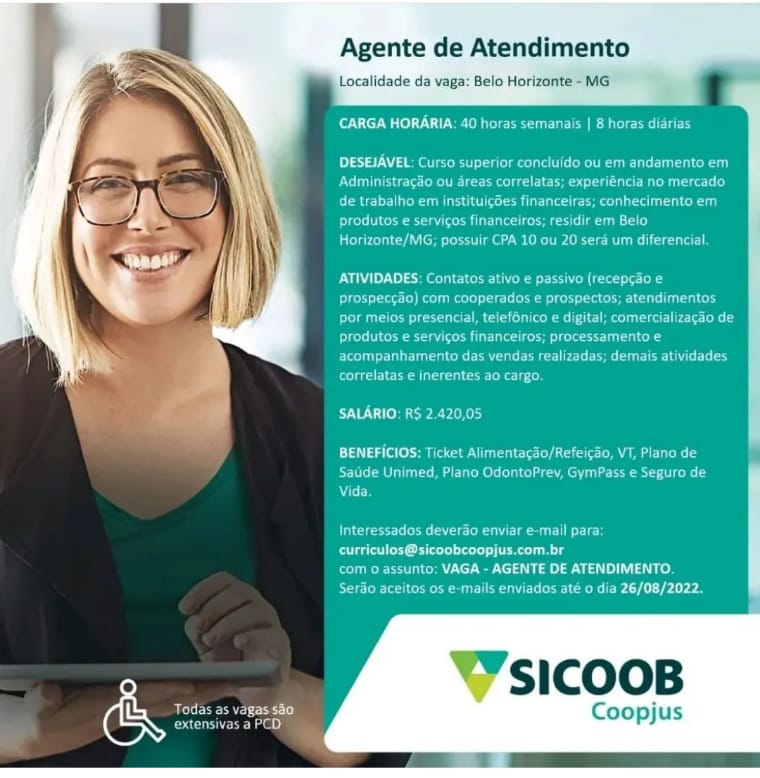 Agente de Atendimento
Localidade da vaga: Belo Horizonte - MG
CARGA HORÁRIA: 40 horas semanais | 8 horas diárias
DESEJÁVEL: Curso superior concluído ou em andamento em
Administração ou áreas correlatas; experiência no mercado
de trabalho em instituições financeiras; conhecimento em
produtos e serviços financeiros; residir em Belo
Horizonte/MG; possuir CPA 10 ou 20 será um diferencial.
ATIVIDADES: Contatos ativo e passivo (recepção e
prospecção) com cooperados e prospectos; atendimentos
por meios presencial, telefônico e digital; comercialização de
produtos e serviços financeiros; processamento e
acompanhamento das vendas realizadas; demais atividades
correlatas e inerentes ao cargo.
SALÁRIO: R$ 2.420,05
BENEFÍCIOS: Ticket Alimentação/Refeição, VT, Plano de
Saúde Unimed, Plano OdontoPrev, GymPass e Seguro de
Vida.
Interessados deverão enviar e-mail para:
curriculos@sicoobcoopjus.com.br
com o assunto: VAGA - AGENTE DE ATENDIMENTO.
Serão aceitos os e-mails enviados até o dia 26/08/2022.
SICOOB
Coopjus
Todas as vagas são
extensivas a PCD